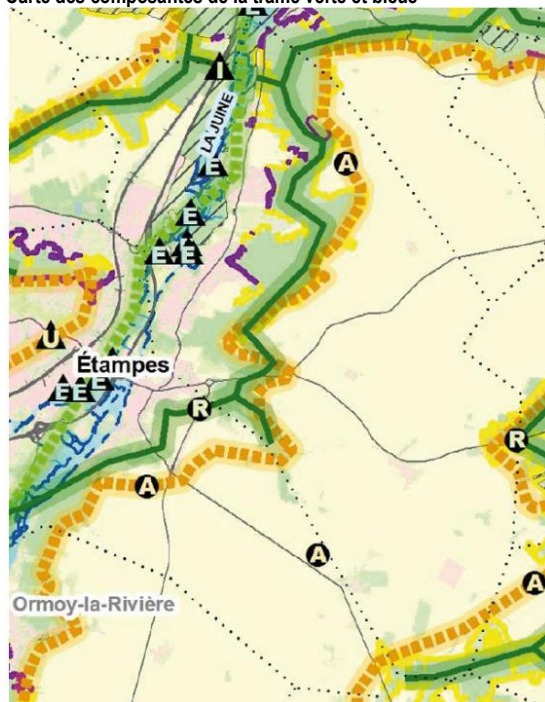 Carte des composantes de la trame verte et bleue
E
I
LA JUINE
E
A
E
E
E
U
Étampes
E
E
E
R
R
A
A
A
Ormoy-la-Rivière